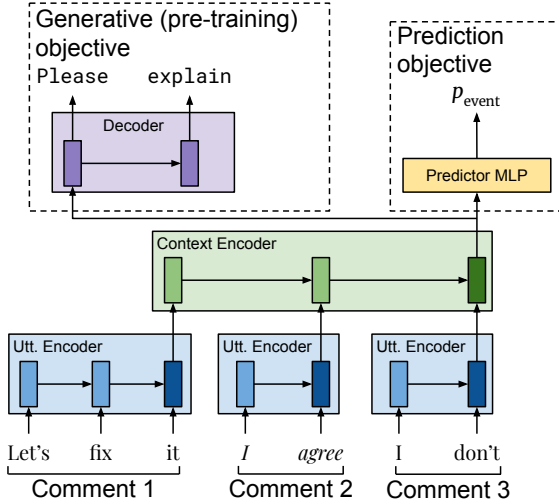 Generative (pre-training)
objective
Please explain
Decoder
Prediction
objective
p_event
Predictor MLP
Context Encoder
Utt. Encoder
Utt. Encoder
Utt. Encoder
Let's fix it
I agree
I don't
Comment 1
Comment 2
Comment 3